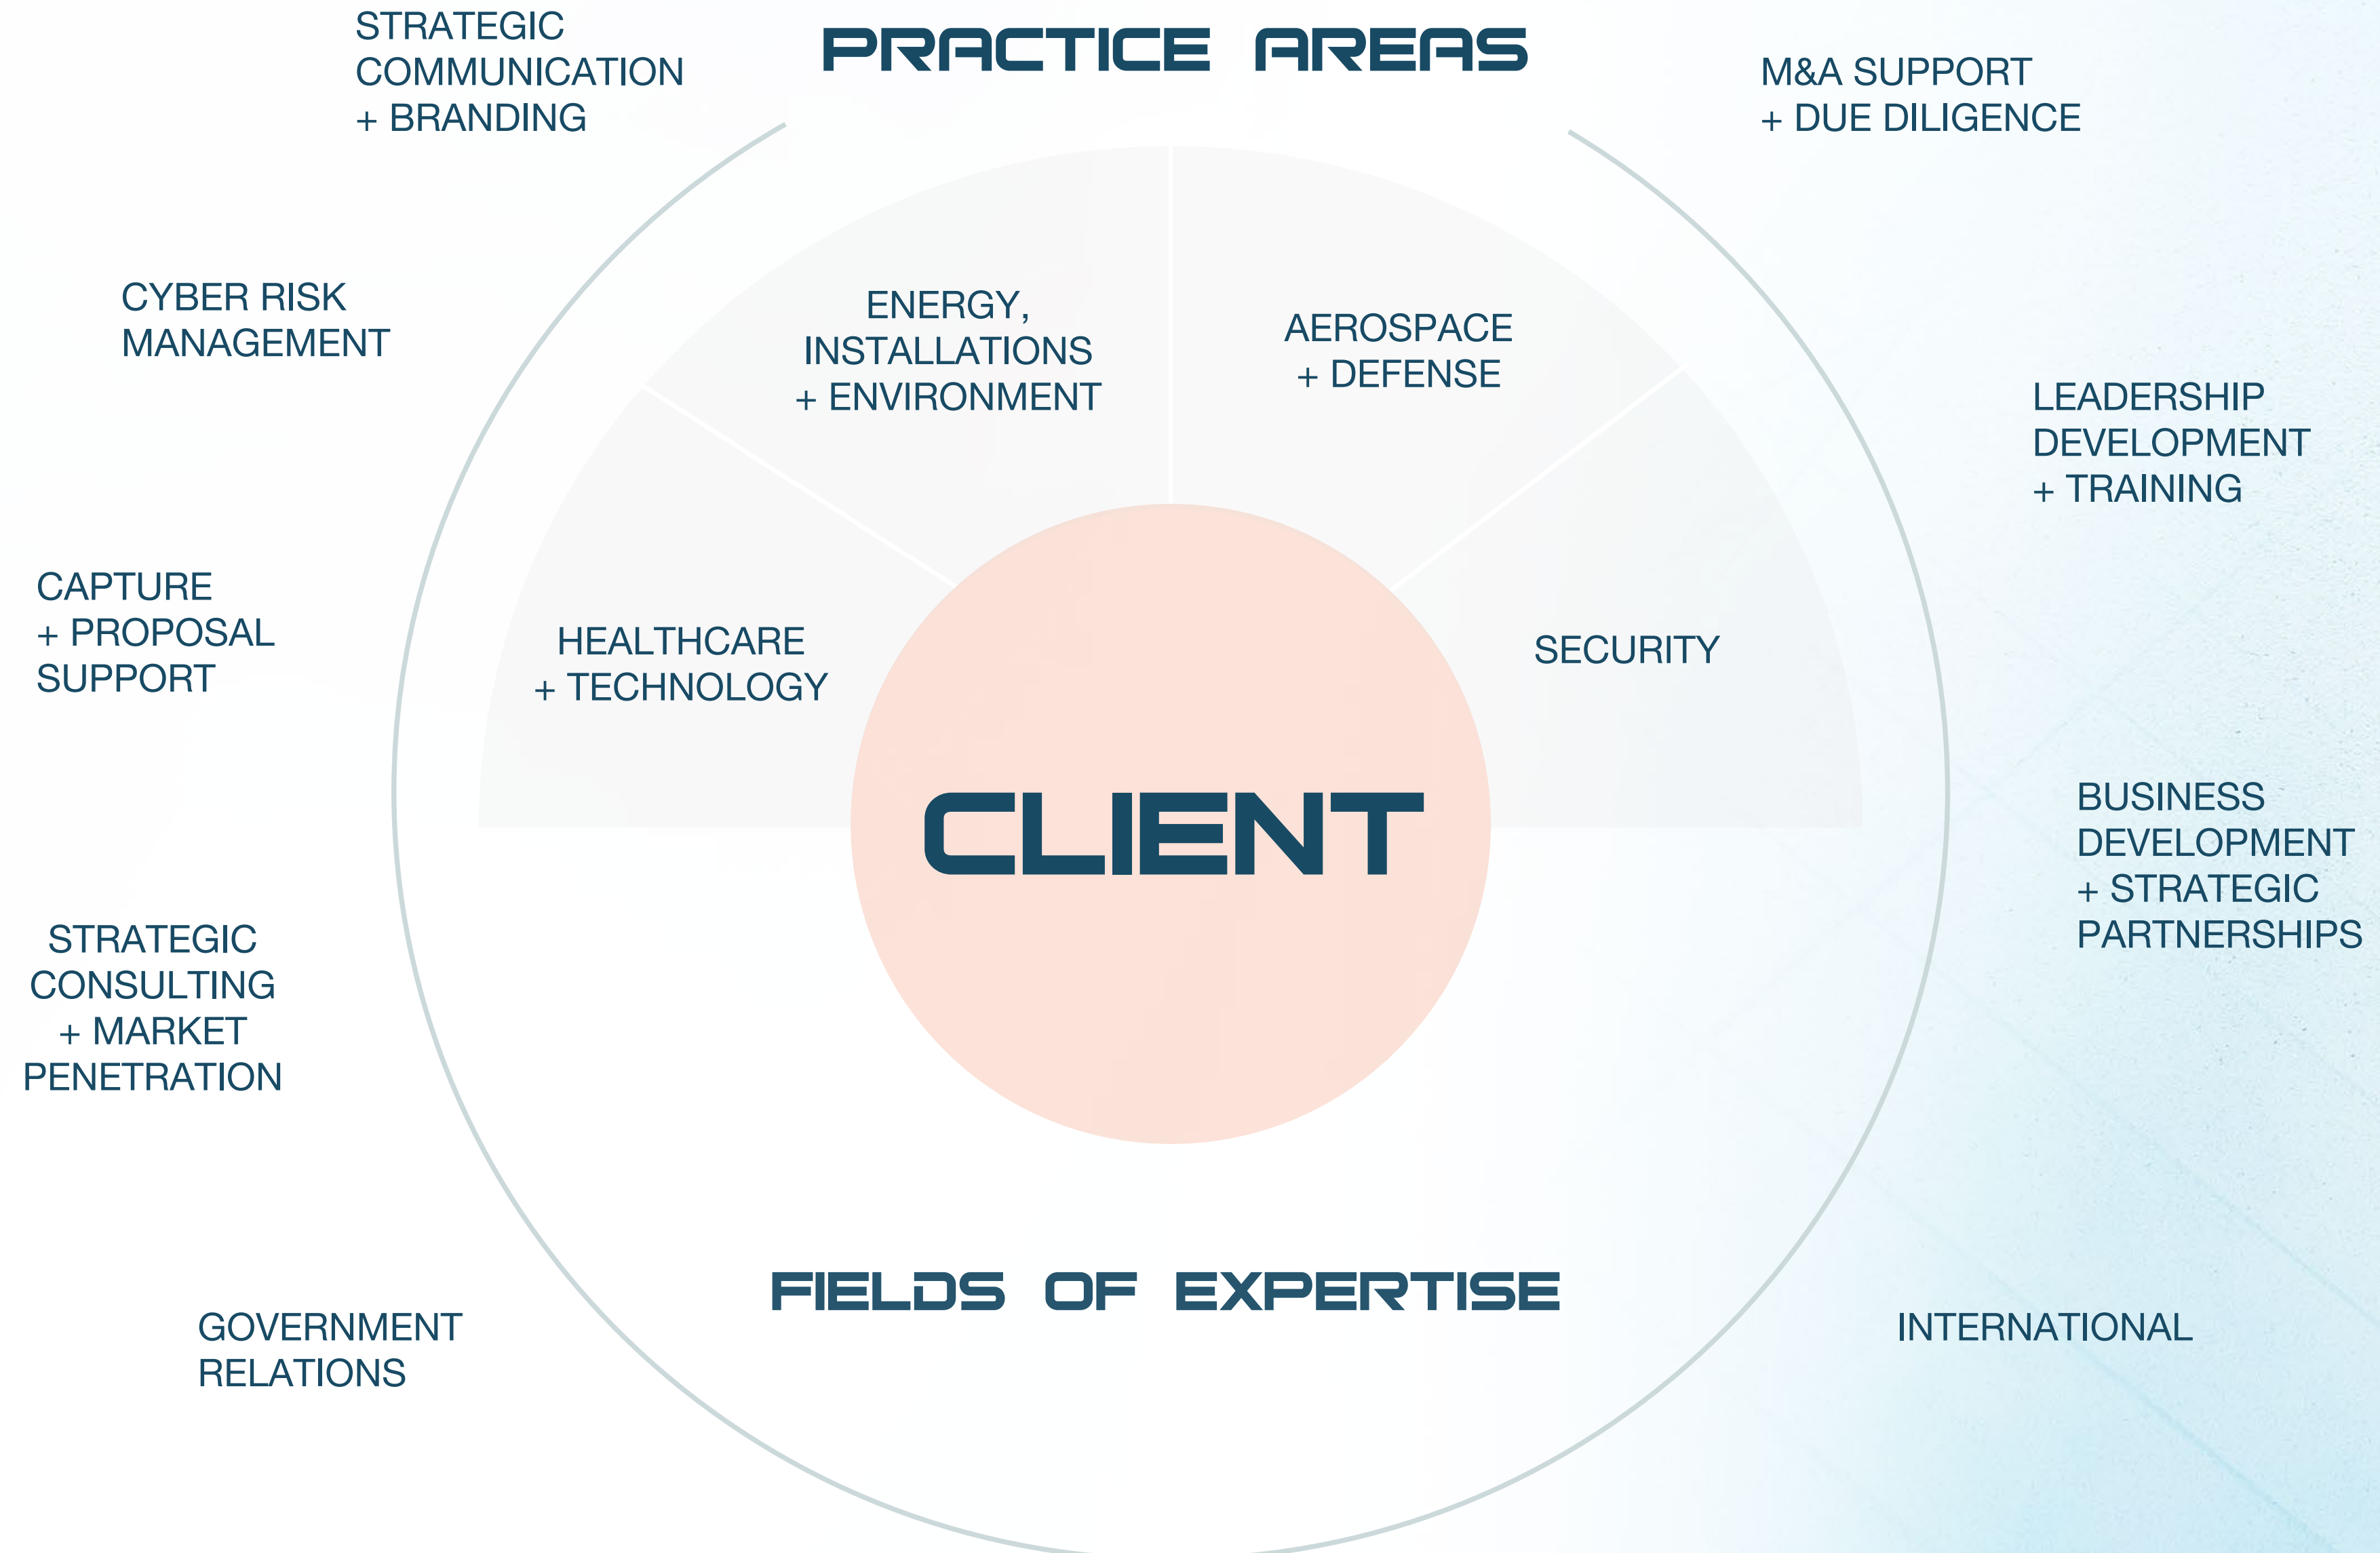 STRATEGIC
COMMUNICATION
+ BRANDING
PRACTICE AREAS
M&A SUPPORT
+ DUE DILIGENCE
CYBER RISK
MANAGEMENT
ENERGY,
INSTALLATIONS
+ ENVIRONMENT
AEROSPACE
+ DEFENSE
LEADERSHIP
DEVELOPMENT
+ TRAINING
CAPTURE
+ PROPOSAL
SUPPORT
HEALTHCARE
+ TECHNOLOGY
SECURITY
CLIENT
BUSINESS
DEVELOPMENT
+ STRATEGIC
PARTNERSHIPS
STRATEGIC
CONSULTING
+ MARKET
PENETRATION
FIELDS OF EXPERTISE
GOVERNMENT
RELATIONS
INTERNATIONAL